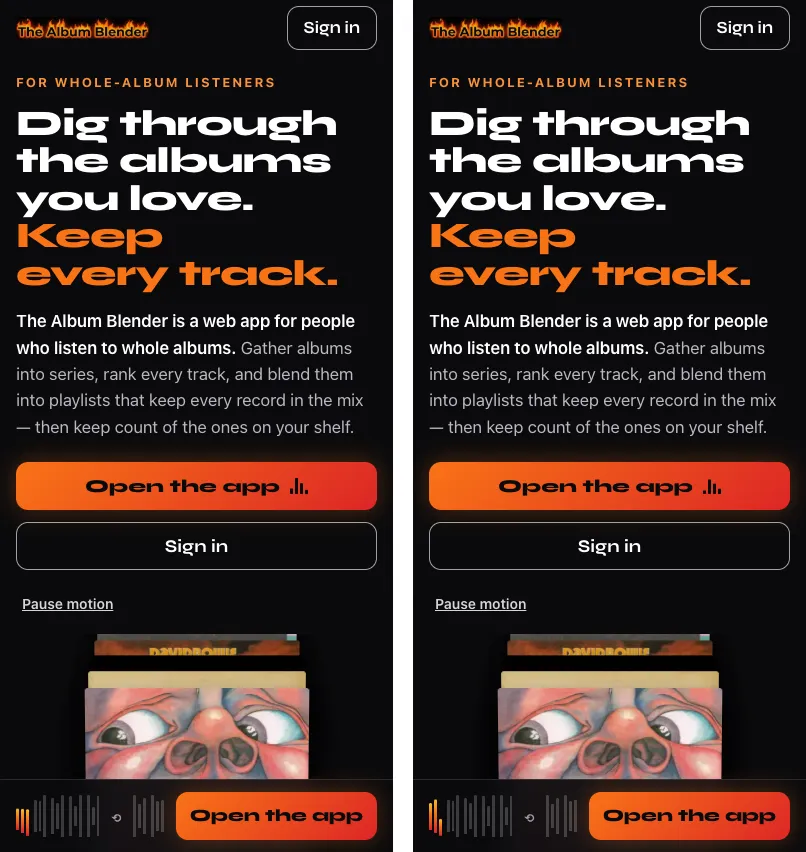 The Album Blender
Sign in
FOR WHOLE-ALBUM LISTENERS
Dig through
the albums
you love.
Keep
every track.
The Album Blender is a web app for people
who listen to whole albums. Gather albums
into series, rank every track, and blend them
into playlists that keep every record in the mix
— then keep count of the ones on your shelf.
Open the app
Sign in
Pause motion
DAVIDBOWIE
Open the app
The Album Blender
Sign in
FOR WHOLE-ALBUM LISTENERS
Dig through
the albums
you love.
Keep
every track.
The Album Blender is a web app for people
who listen to whole albums. Gather albums
into series, rank every track, and blend them
into playlists that keep every record in the mix
— then keep count of the ones on your shelf.
Open the app
Sign in
Pause motion
DAVIDBOWIE
Open the app